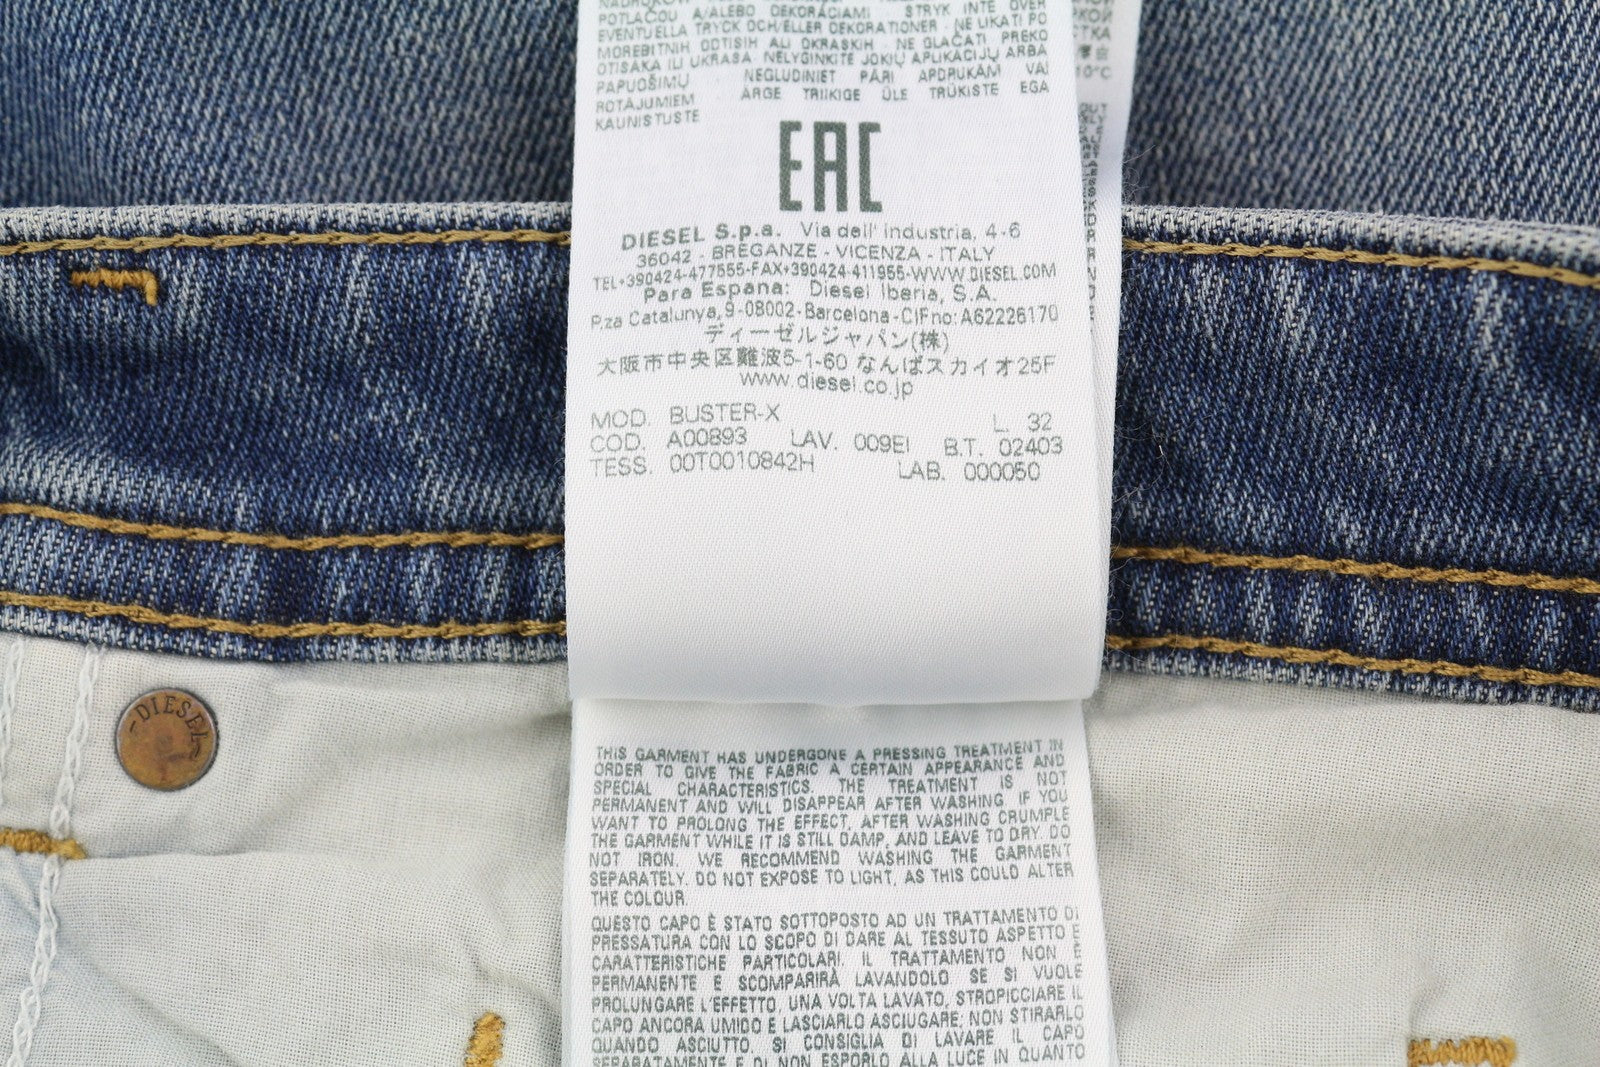 POTLAČOU A/ALEBO DEKORÁCIAMI STRYK INTE ÖVER
EVENTUELLA TRYCK OCH/ELLER DEKORATIONER NE LIKATI PO
MOREBITNIH ODTISIH ALI OKRASKIH - NE GLAČATI PREKO
OTISAKA ILI UKRASA NELYGINKITE JOKIŲ APLIKACIJŲ ARBA
PAPUOŠIMŲ NEGLUDINIET PĀRI APDRUKĀM VAI
ROTĀJUMIEM ÄRGE TRIIKIGE ÜLE TRÜKISTE EGA
KAUNISTUSTE
10°C
EAC
DIESEL S.p.a. Via dell' industria, 4-6
36042 - BREGANZE - VICENZA - ITALY
TEL+390424-477555-FAX+390424-411955-WWW.DIESEL.COM
Para Espana: Diesel Iberia, S.A.
P.za Catalunya,9-08002-Barcelona-CIFno:A62226170
ディーゼルジャパン(株)
大阪市中央区難波5-1-60 なんばスカイオ25F
www.diesel.co.jp
MOD. BUSTER-X L. 32
COD. A00893 LAV. 009EI B.T. 02403
TESS. 00T0010842H LAB. 000050
DIESEL
THIS GARMENT HAS UNDERGONE A PRESSING TREATMENT IN
ORDER TO GIVE THE FABRIC A CERTAIN APPEARANCE AND
SPECIAL CHARACTERISTICS. THE TREATMENT IS NOT
PERMANENT AND WILL DISAPPEAR AFTER WASHING. IF YOU
WANT TO PROLONG THE EFFECT, AFTER WASHING CRUMPLE
THE GARMENT WHILE IT IS STILL DAMP, AND LEAVE TO DRY. DO
NOT IRON. WE RECOMMEND WASHING THE GARMENT
SEPARATELY. DO NOT EXPOSE TO LIGHT, AS THIS COULD ALTER
THE COLOUR.
QUESTO CAPO È STATO SOTTOPOSTO AD UN TRATTAMENTO DI
PRESSATURA CON LO SCOPO DI DARE AL TESSUTO ASPETTO E
CARATTERISTICHE PARTICOLARI. IL TRATTAMENTO NON È
PERMANENTE E SCOMPARIRÀ LAVANDOLO SE SI VUOLE
PROLUNGARE L'EFFETTO, UNA VOLTA LAVATO, STROPICCIARE IL
CAPO ANCORA UMIDO E LASCIARLO ASCIUGARE; NON STIRARLO
QUANDO ASCIUTTO. SI CONSIGLIA DI LAVARE IL CAPO
SEPARATAMENTE E DI NON ESPORLO ALLA LUCE IN QUANTO